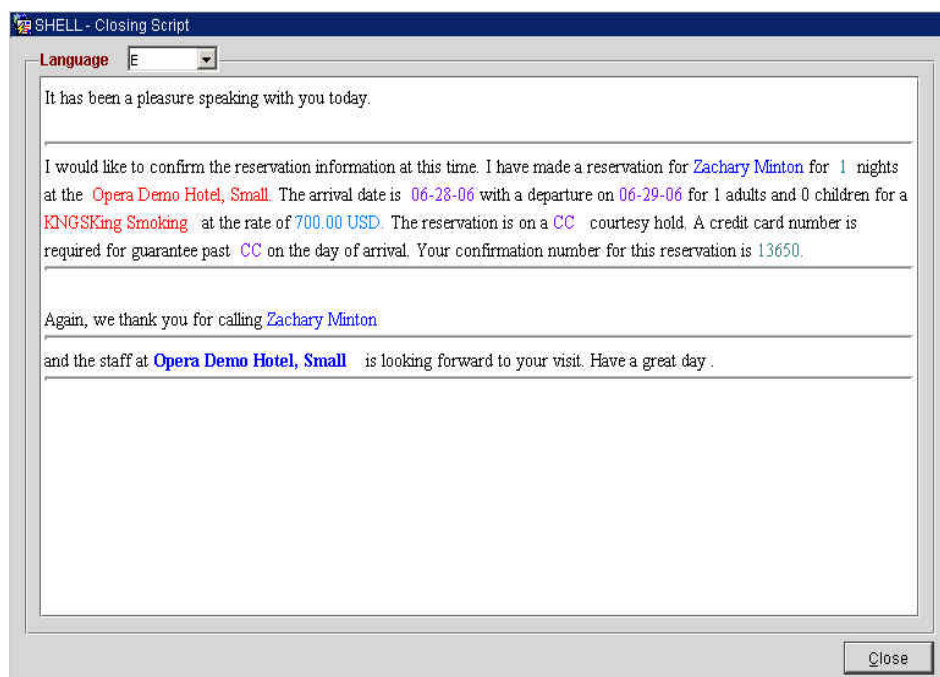 SHELL - Closing Script
Language E
It has been a pleasure speaking with you today.
I would like to confirm the reservation information at this time. I have made a reservation for Zachary Minton for 1 nights
at the Opera Demo Hotel, Small. The arrival date is 06-28-06 with a departure on 06-29-06 for 1 adults and 0 children for a
KNGSKing Smoking at the rate of 700.00 USD. The reservation is on a CC courtesy hold. A credit card number is
required for guarantee past CC on the day of arrival. Your confirmation number for this reservation is 13650.
Again, we thank you for calling Zachary Minton
and the staff at Opera Demo Hotel, Small is looking forward to your visit. Have a great day .
Close